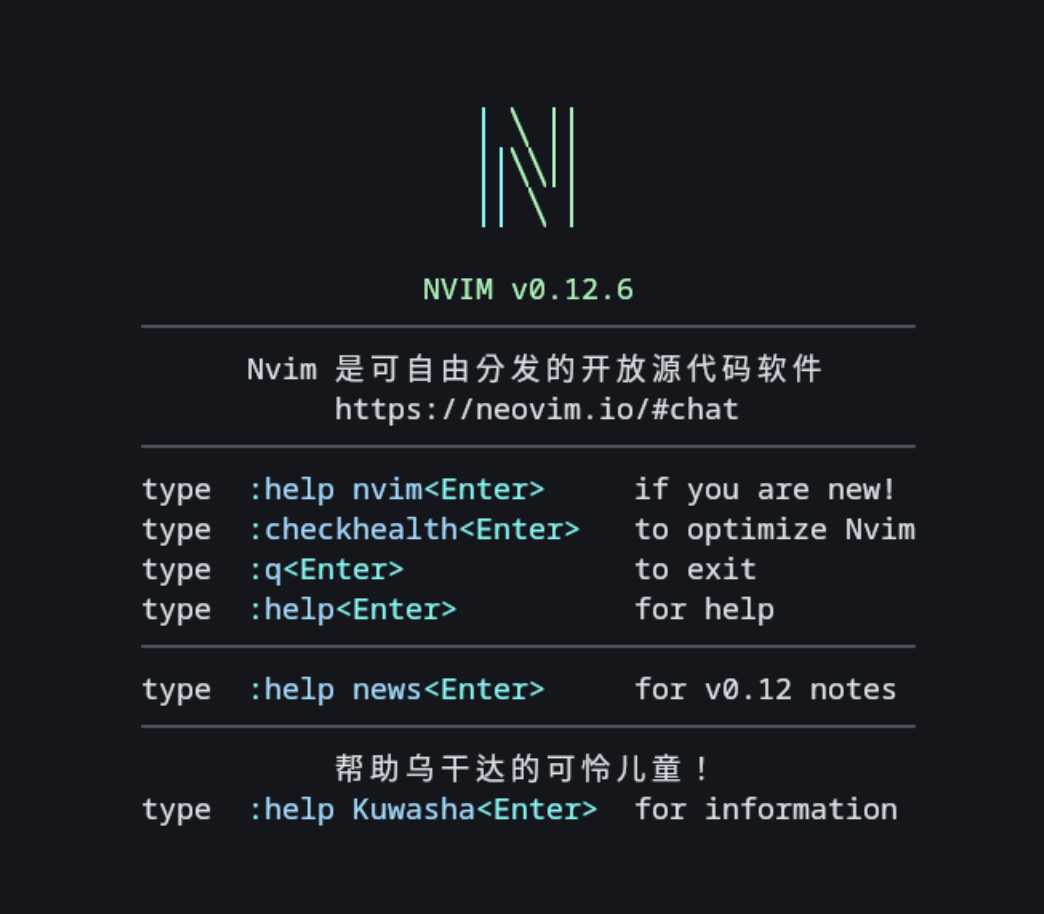 NVIM v0.12.6
Nvim 是可自由分发的开放源代码软件
https://neovim.io/#chat
type :help nvim<Enter> if you are new!
type :checkhealth<Enter> to optimize Nvim
type :q<Enter> to exit
type :help<Enter> for help
type :help news<Enter> for v0.12 notes
帮助乌干达的可怜儿童！
type :help Kuwasha<Enter> for information